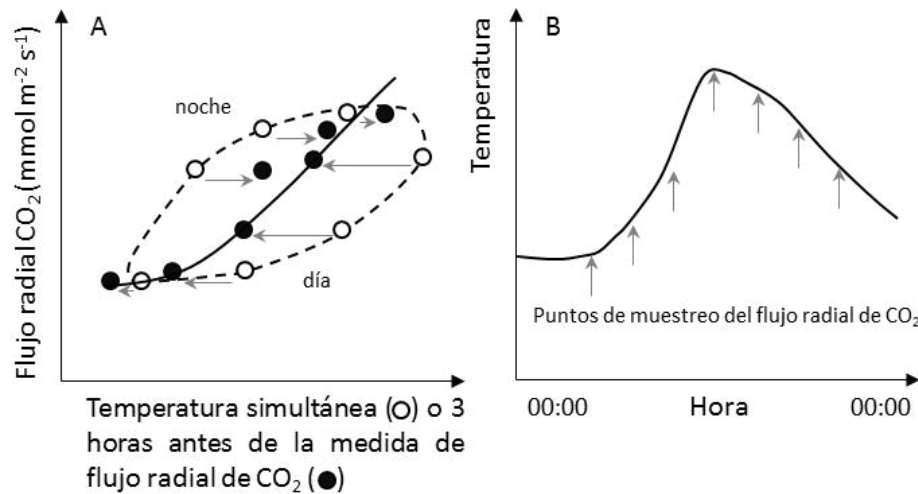 A
Flujo radial CO₂ (mmol m⁻² s⁻¹)
noche
día
Temperatura simultánea (O) o 3
horas antes de la medida de
flujo radial de CO₂ (●)
B
Temperatura
Puntos de muestreo del flujo radial de CO₂
00:00 Hora 00:00